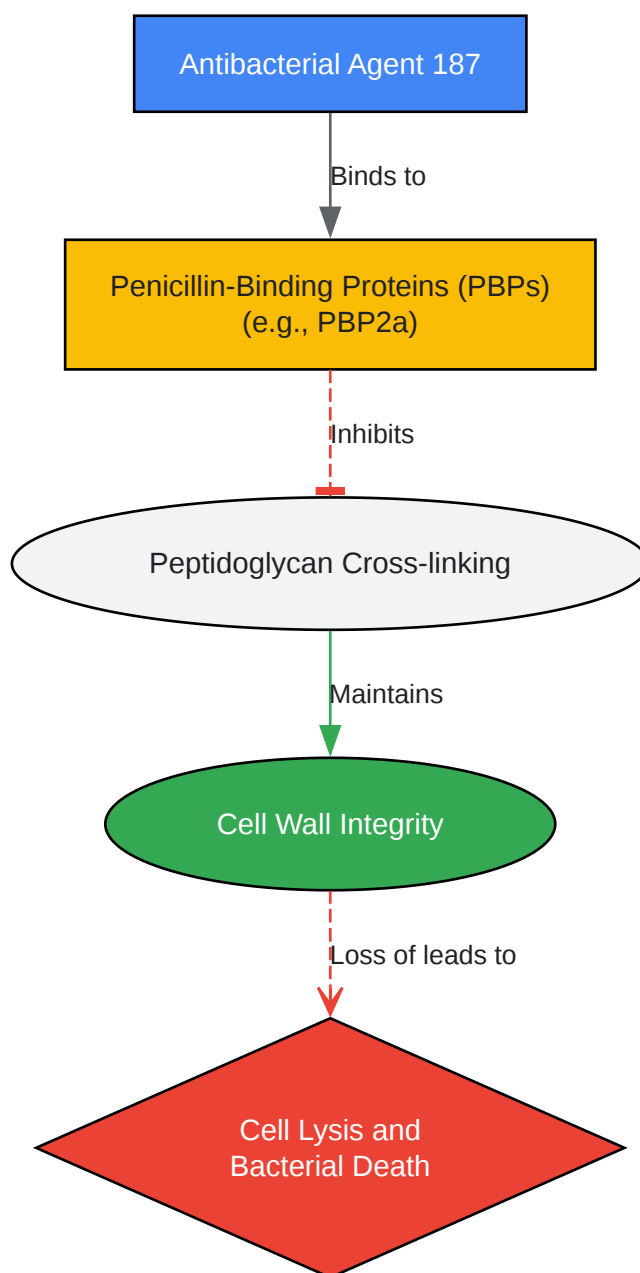 Antibacterial Agent 187
Binds to
Penicillin-Binding Proteins (PBPs)
(e.g., PBP2a)
Inhibits
Peptidoglycan Cross-linking
Maintains
Cell Wall Integrity
Loss of leads to
Cell Lysis and
Bacterial Death